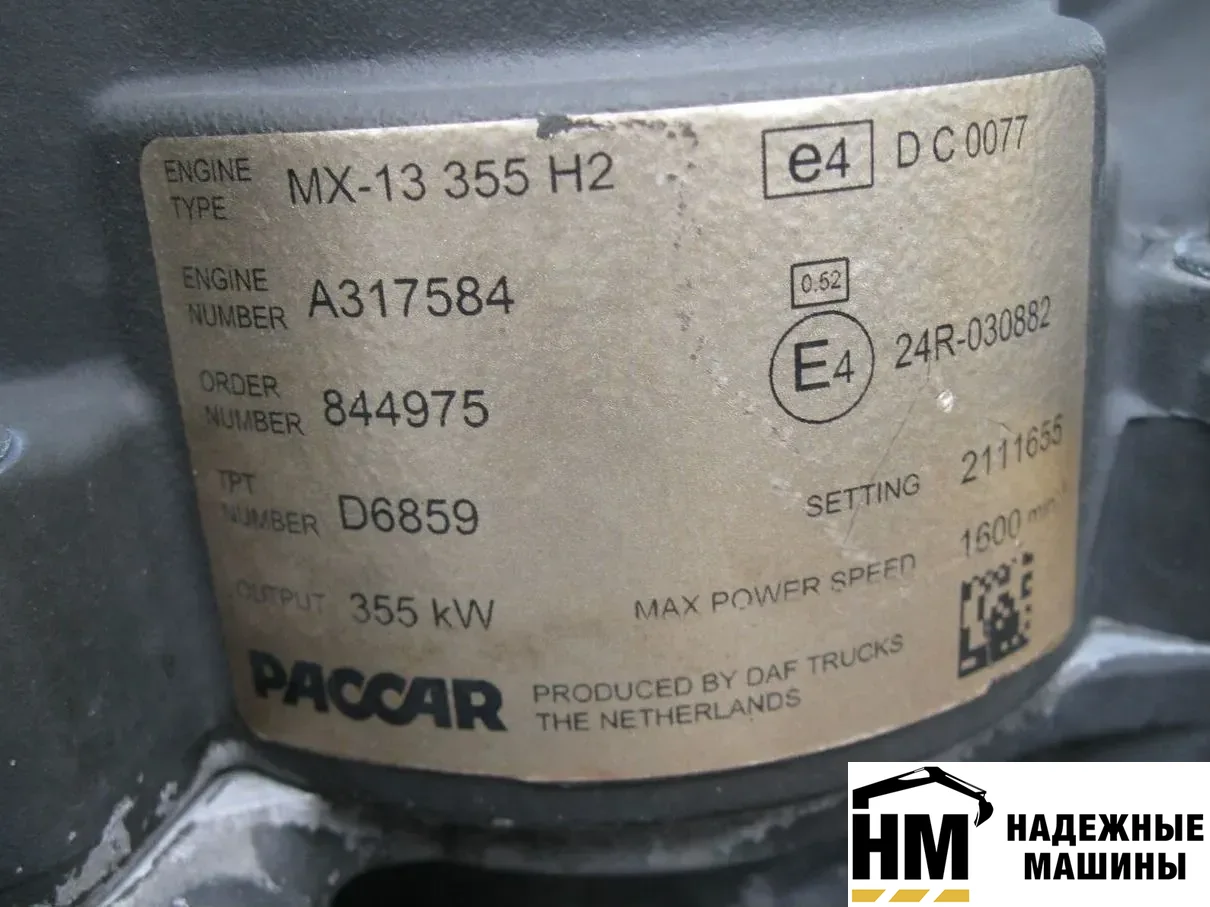 ENGINE TYPE MX-13 355 H2
e4 D C 0077
ENGINE NUMBER A317584
0.52
E4 24R-030882
ORDER NUMBER 844975
TPT NUMBER D6859
SETTING 2111655
OUTPUT 355 kW
MAX POWER SPEED 1600 min
PACCAR
PRODUCED BY DAF TRUCKS
THE NETHERLANDS
НМ
НАДЕЖНЫЕ
МАШИНЫ